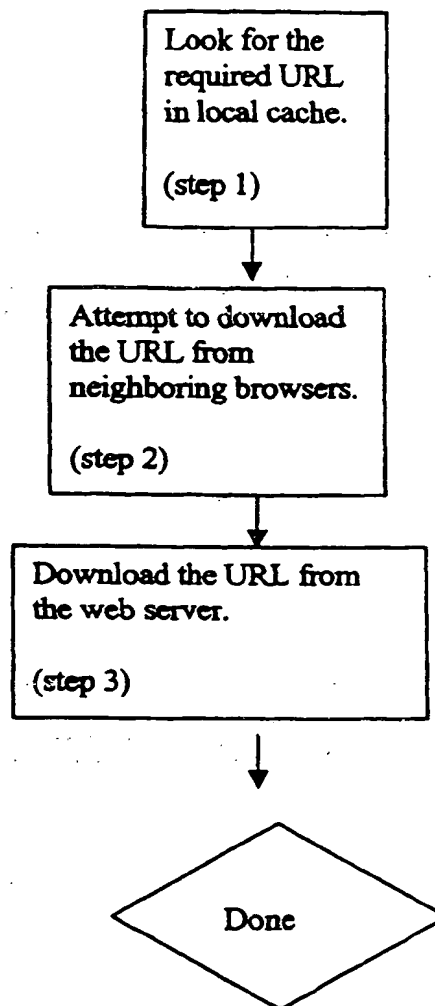 Look for the
required URL
in local cache.
(step 1)
Attempt to download
the URL from
neighboring browsers.
(step 2)
Download the URL from
the web server.
(step 3)
Done